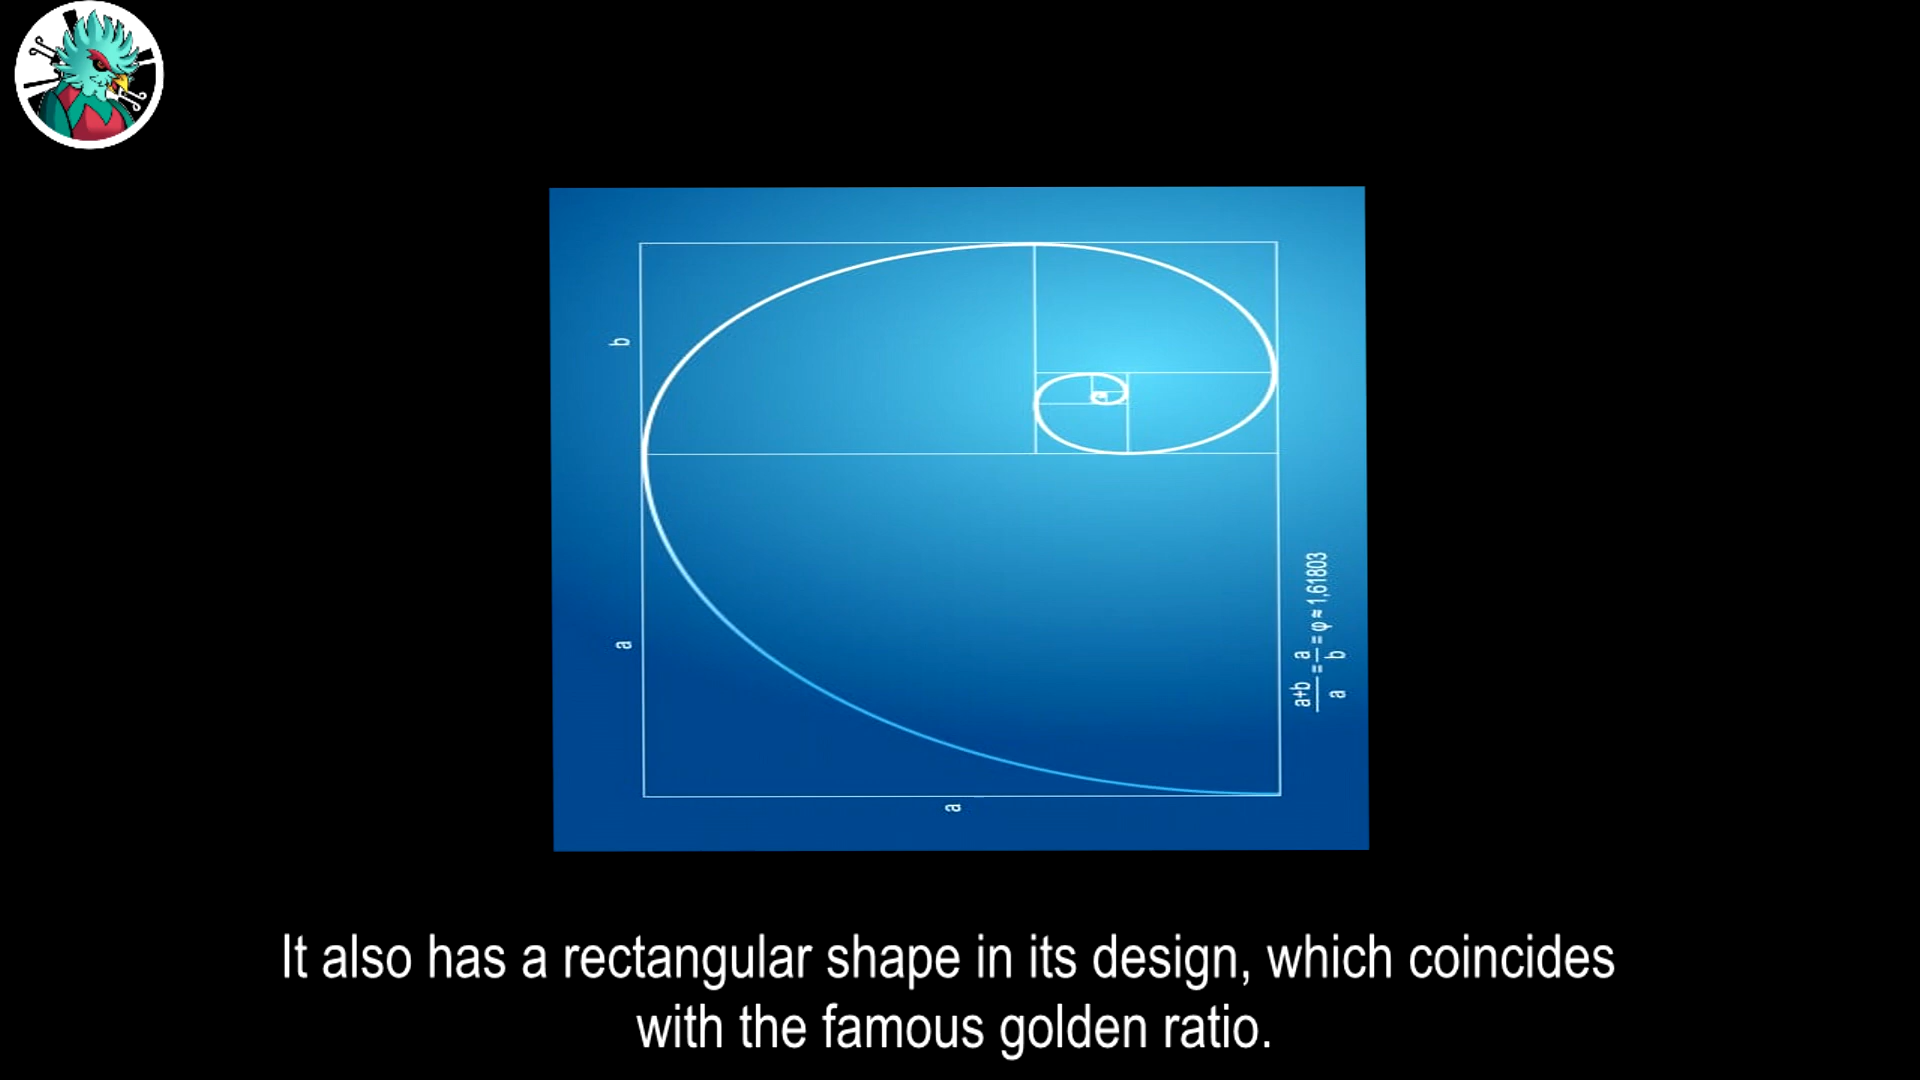 b
a
a
a+b
a
=
a
b
= φ ≈ 1,61803
It also has a rectangular shape in its design, which coincides
with the famous golden ratio.